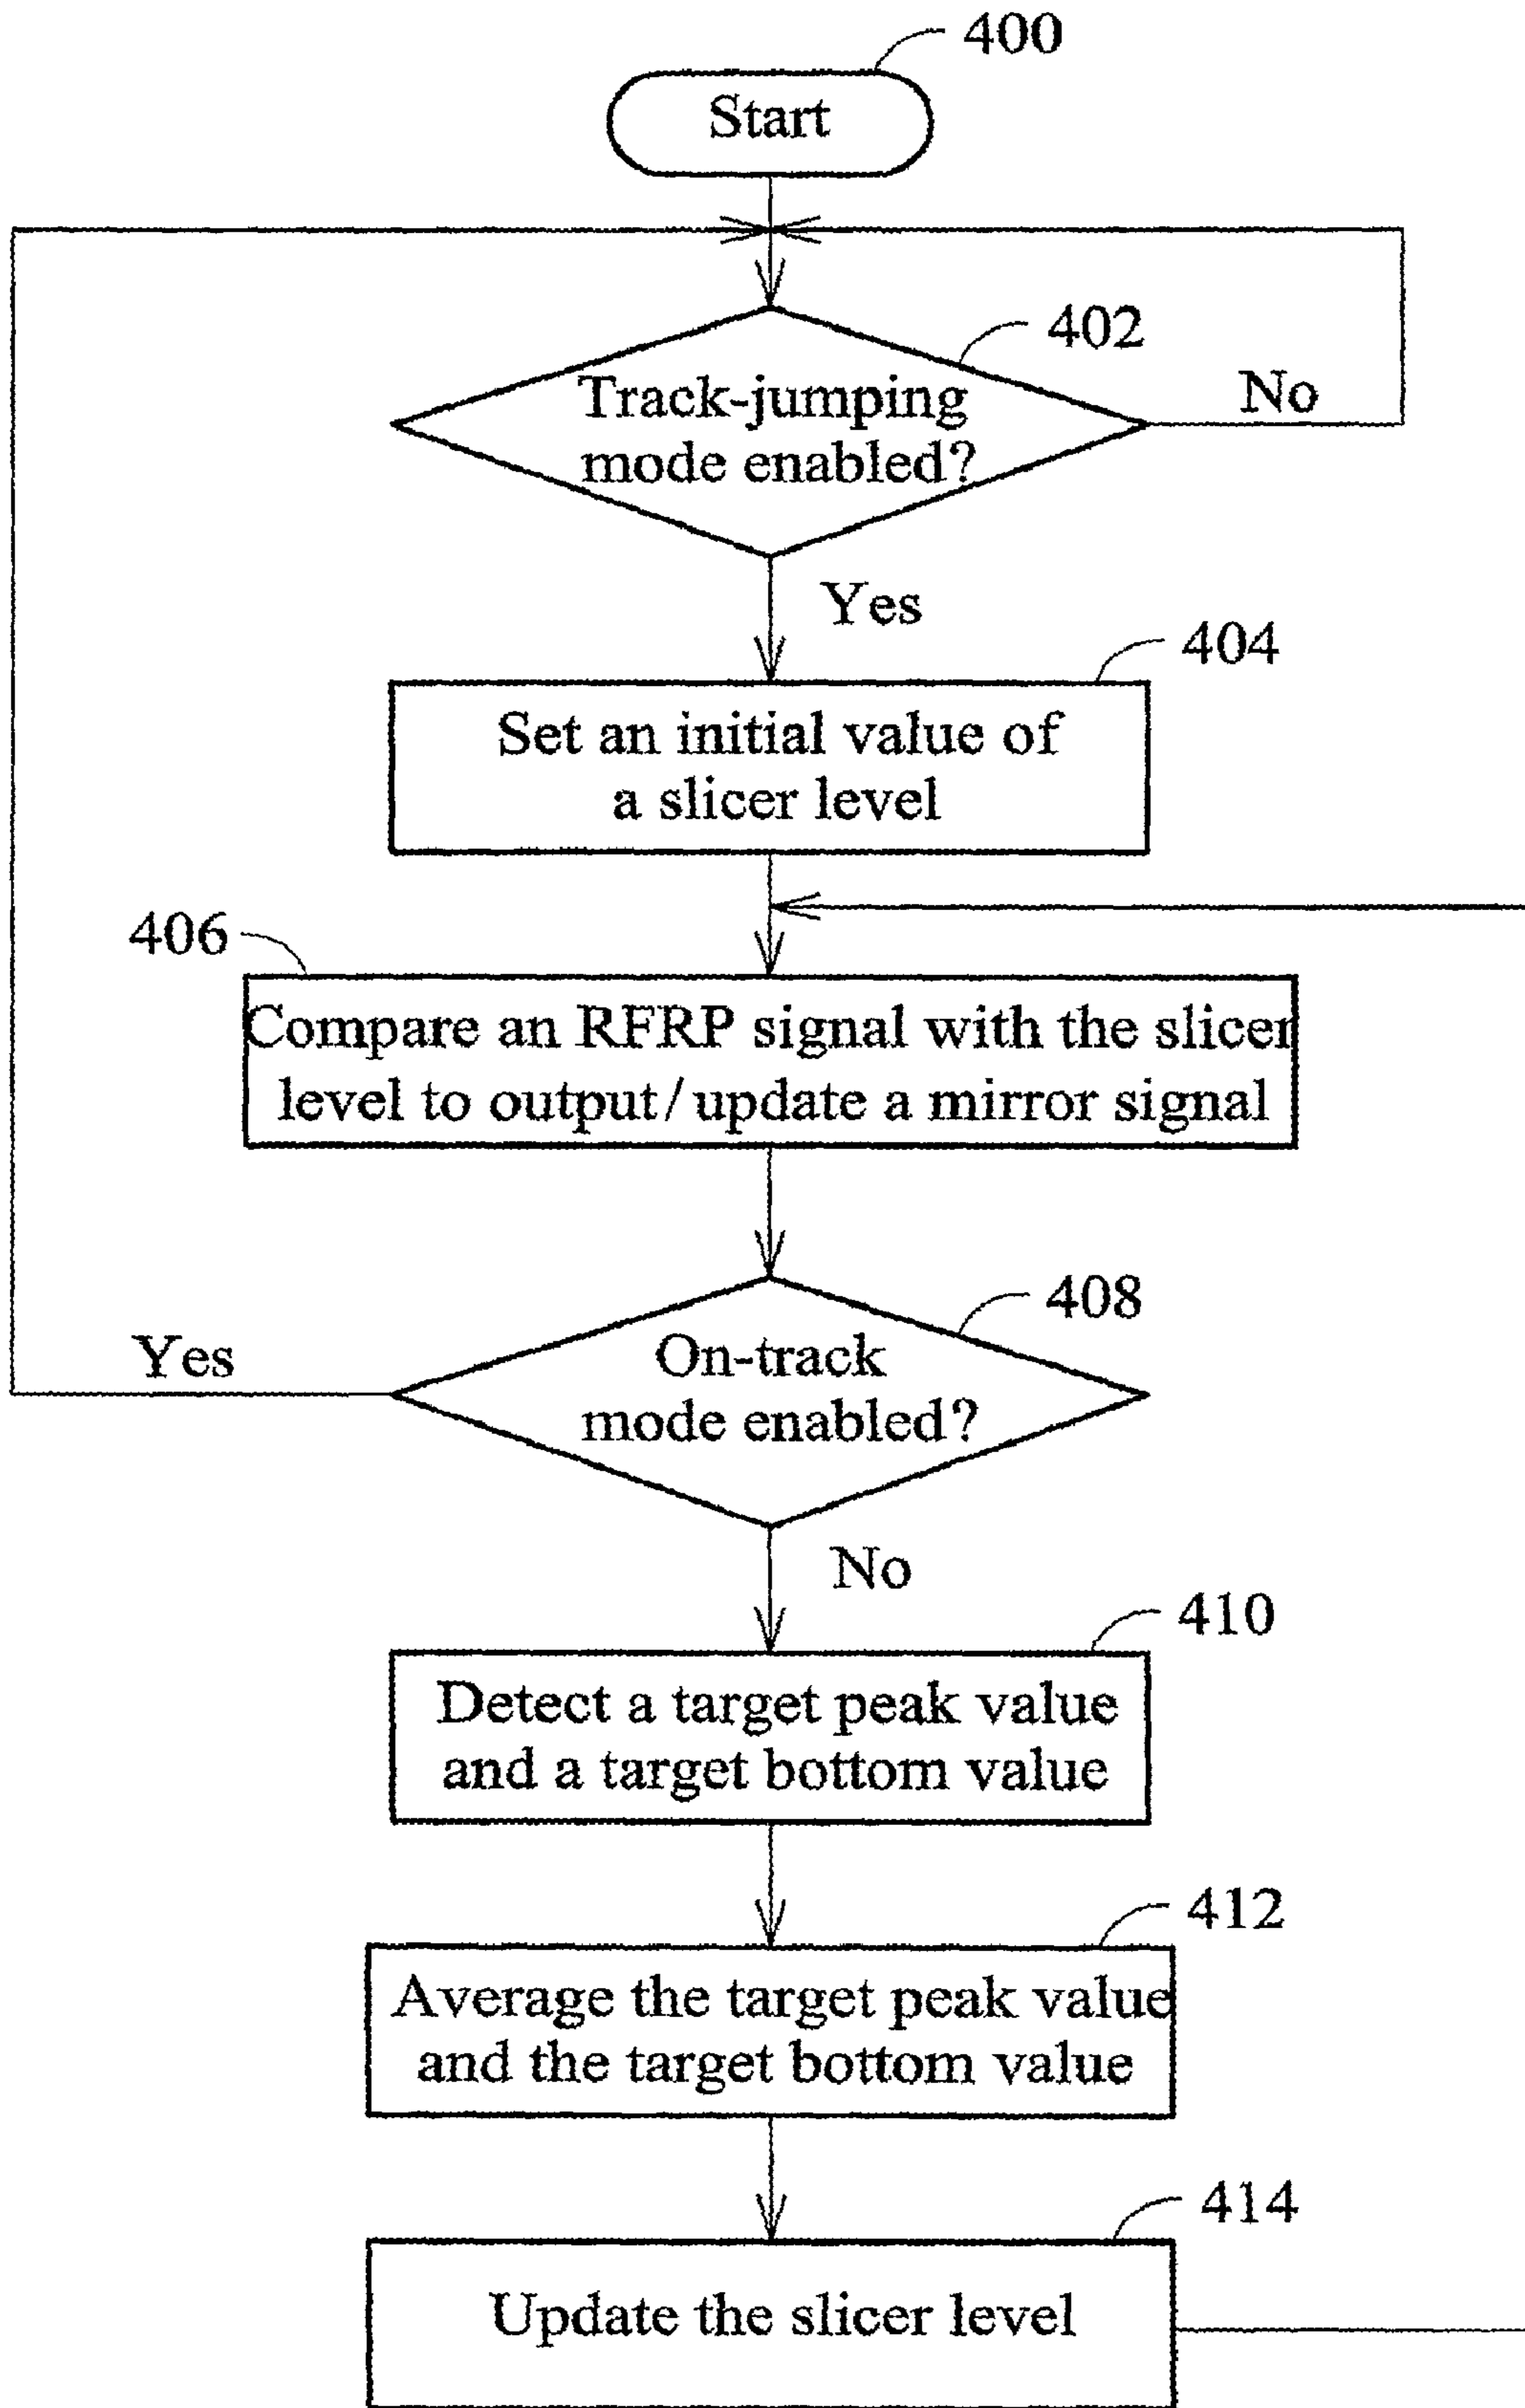 400
Start
402
Track-jumping
mode enabled?
No
Yes
404
Set an initial value of
a slicer level
406
Compare an RFRP signal with the slicer
level to output/update a mirror signal
408
On-track
mode enabled?
Yes
No
410
Detect a target peak value
and a target bottom value
412
Average the target peak value
and the target bottom value
414
Update the slicer level